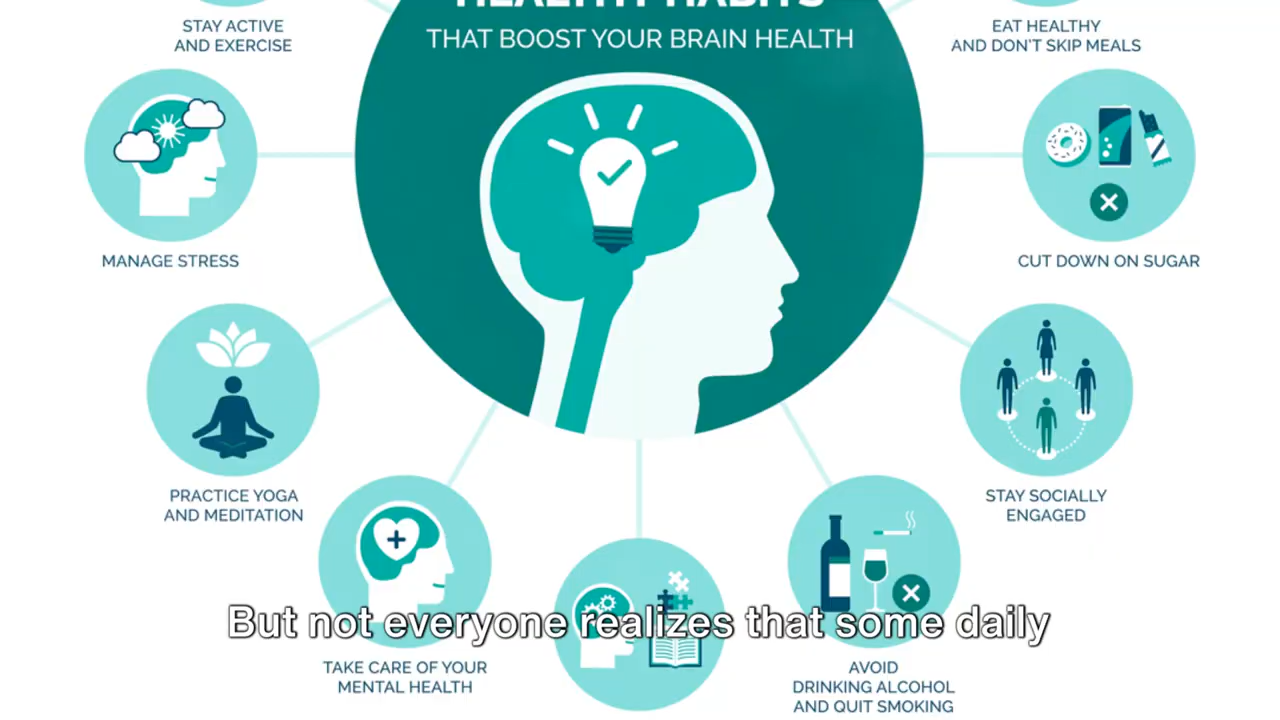 HEALTHY HABITS
THAT BOOST YOUR BRAIN HEALTH
STAY ACTIVE
AND EXERCISE
EAT HEALTHY
AND DON'T SKIP MEALS
MANAGE STRESS
CUT DOWN ON SUGAR
PRACTICE YOGA
AND MEDITATION
STAY SOCIALLY
ENGAGED
But not everyone realizes that some daily
TAKE CARE OF YOUR
MENTAL HEALTH
AVOID
DRINKING ALCOHOL
AND QUIT SMOKING